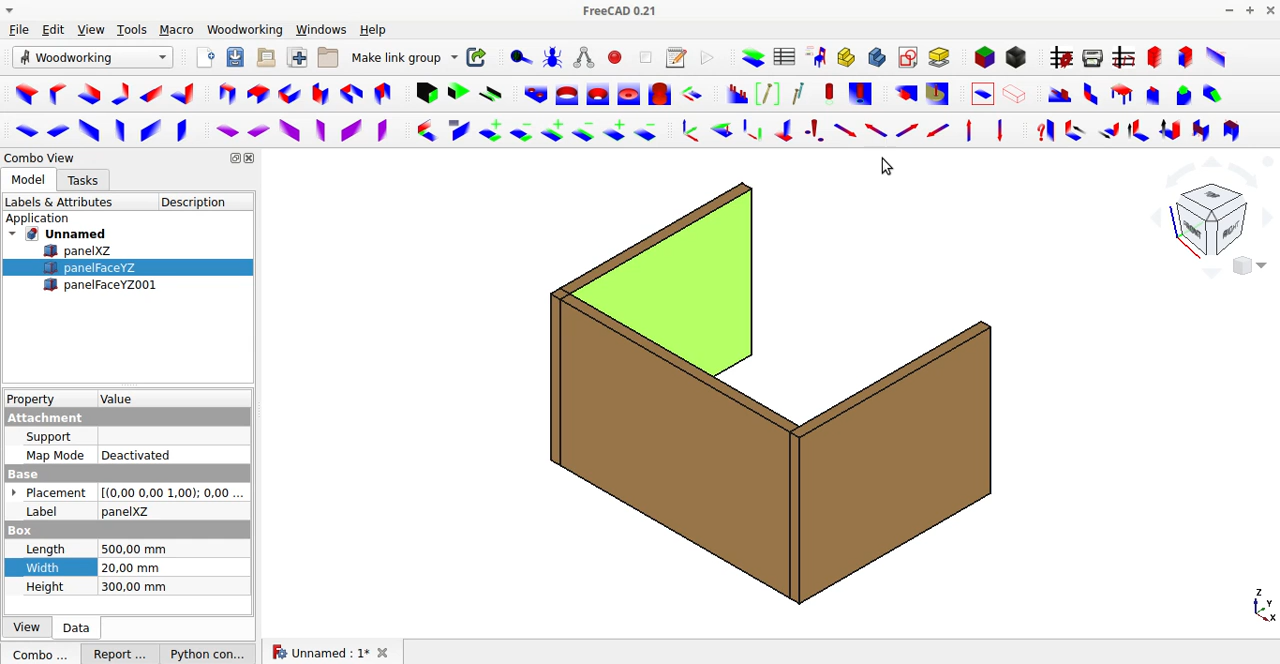 FreeCAD 0.21
File Edit View Tools Macro Woodworking Windows Help
Woodworking Make link group
Combo View
Model Tasks
Labels & Attributes Description
Application
Unnamed
panelXZ
panelFaceYZ
panelFaceYZ001
Property Value
Attachment
Support
Map Mode Deactivated
Base
Placement [(0,00 0,00 1,00); 0,00 ...
Label panelXZ
Box
Length 500,00 mm
Width 20,00 mm
Height 300,00 mm
View Data
Combo ... Report ... Python con... Unnamed : 1*
TOP
FRONT RIGHT
Z
Y
X